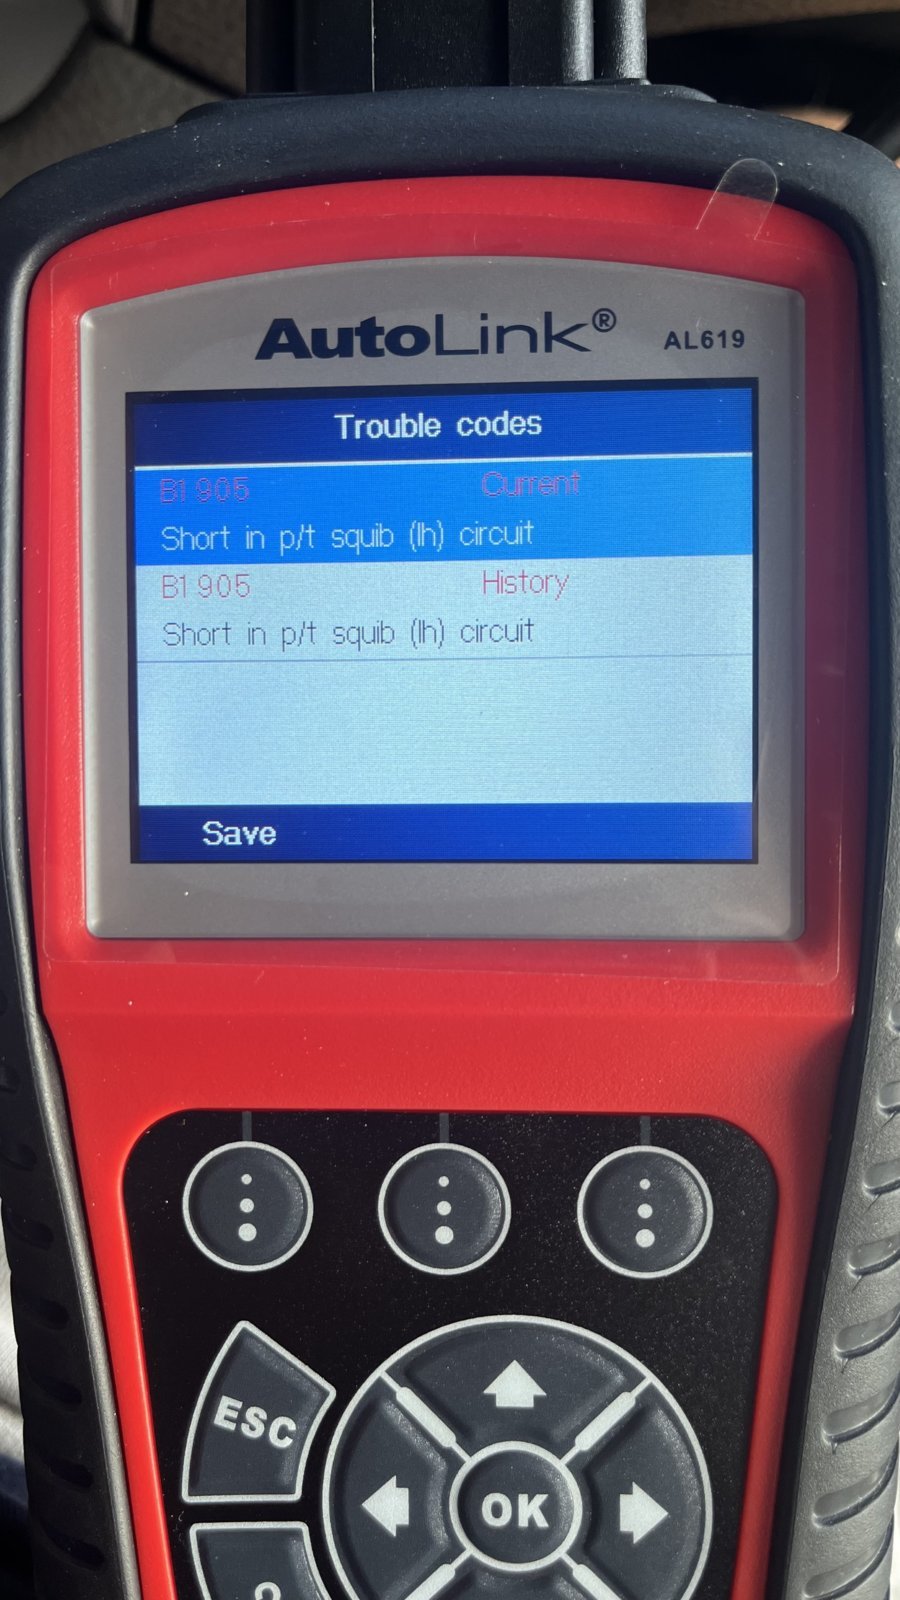 AutoLink® AL619
Trouble codes
B1905 Current
Short in p/t squib (lh) circuit
B1905 History
Short in p/t squib (lh) circuit
Save
ESC
OK